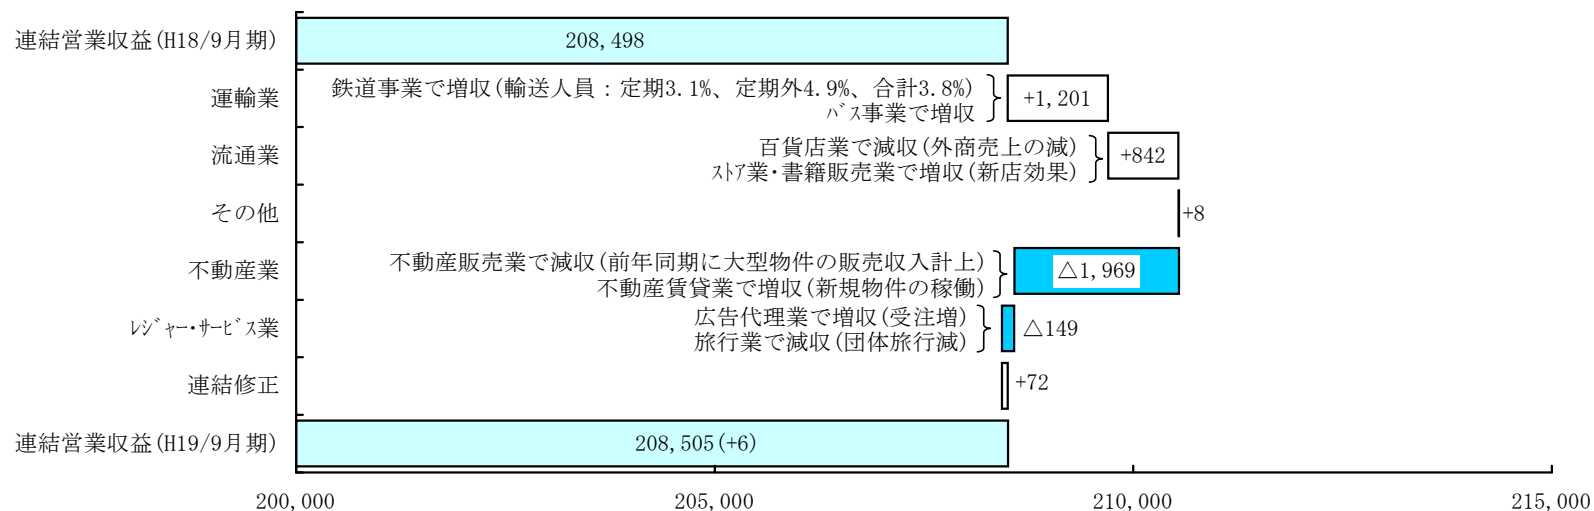 連結営業収益(H18/9月期)
208,498
運輸業
鉄道事業で増収(輸送人員：定期3.1%、定期外4.9%、合計3.8%)
ﾊﾞｽ事業で増収
+1,201
流通業
百貨店業で減収(外商売上の減)
ｽﾄｱ業・書籍販売業で増収(新店効果)
+842
その他
+8
不動産業
不動産販売業で減収(前年同期に大型物件の販売収入計上)
不動産賃貸業で増収(新規物件の稼働)
△1,969
ﾚｼﾞｬｰ・ｻｰﾋﾞｽ業
広告代理業で増収(受注増)
旅行業で減収(団体旅行減)
△149
連結修正
+72
連結営業収益(H19/9月期)
208,505(+6)
200,000 205,000 210,000 215,000